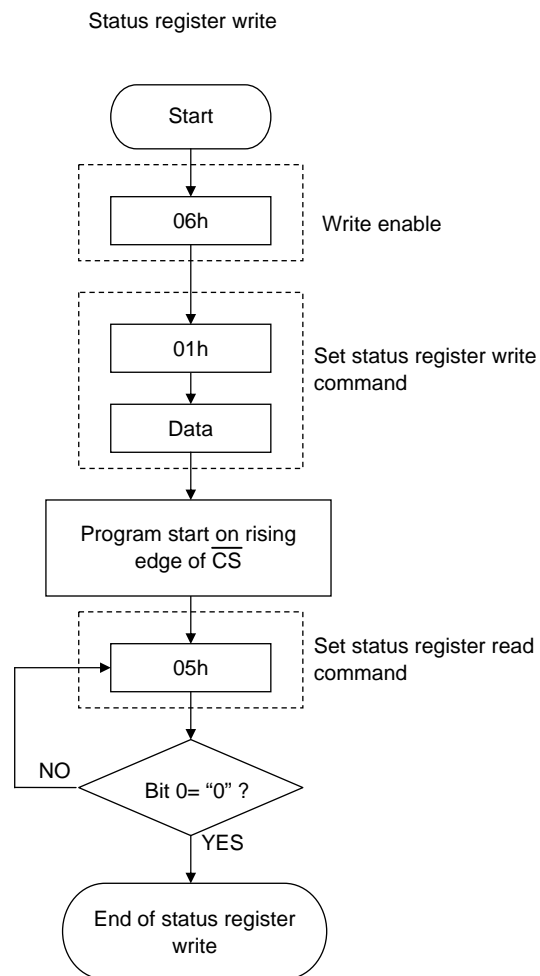 Status register write
Start
06h
Write enable
01h
Set status register write
command
Data
Program start on rising
edge of C̅S̅
05h
Set status register read
command
NO
Bit 0= “0” ?
YES
End of status register
write